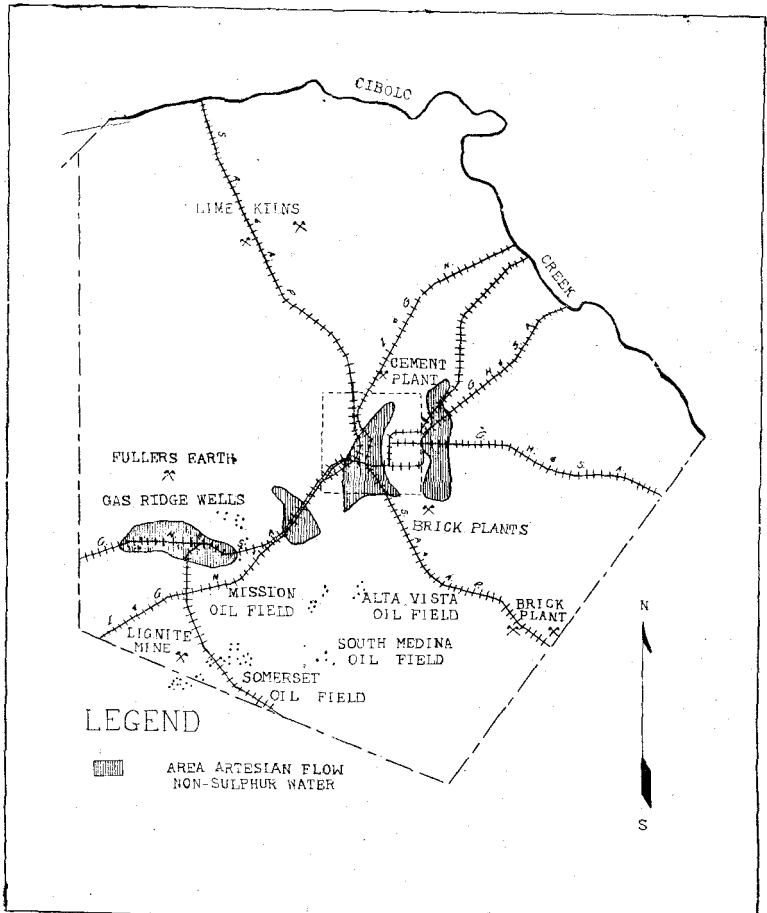 CIBOLO
CREEK
S. A. & A. P.
LIME KILNS
I. & G. N.
CEMENT
PLANT
G. H. & S. A.
G. H. & S. A.
FULLERS EARTH
GAS RIDGE WELLS
BRICK PLANTS
G. H. S. A.
S. A. & A. P.
I. & G. N.
MISSION
OIL FIELD
ALTA VISTA
OIL FIELD
BRICK
PLANT
LIGNITE
MINE
SOUTH MEDINA
OIL FIELD
SOMERSET
OIL FIELD
N
S
LEGEND
AREA ARTESIAN FLOW
NON-SULPHUR WATER